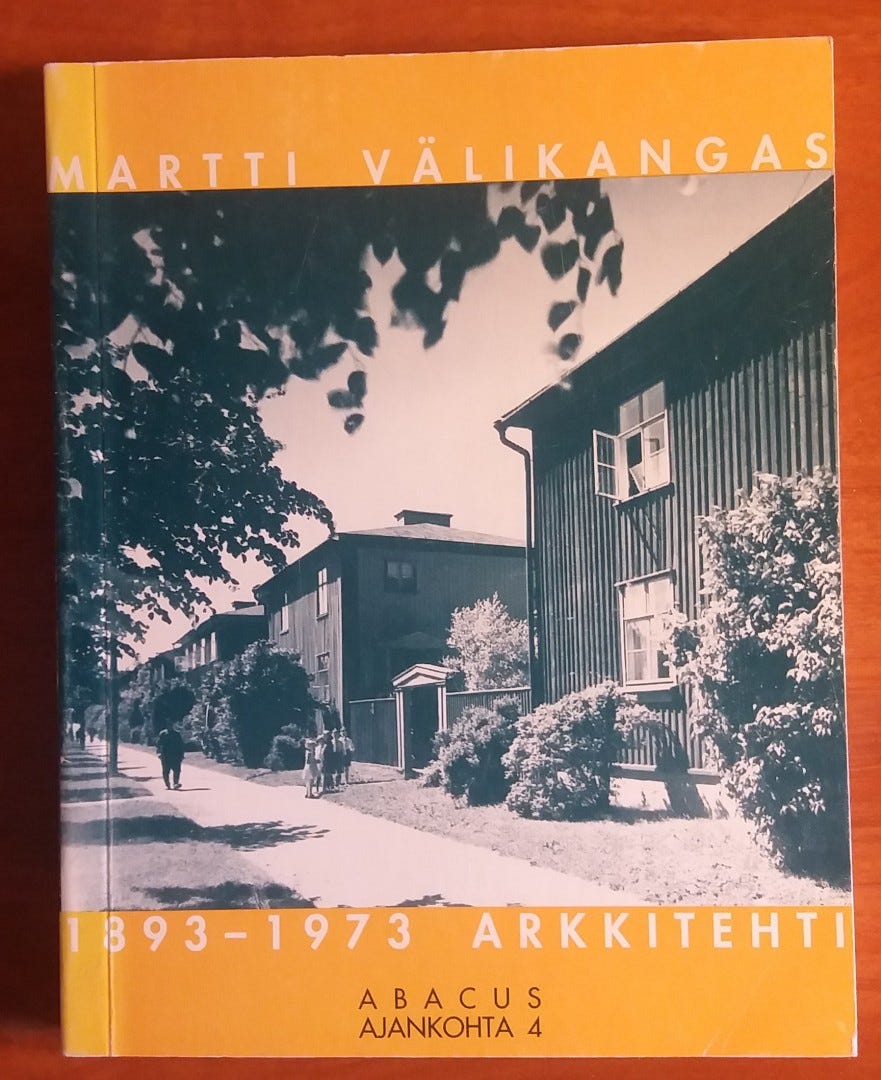 MARTTI VÄLIKANGAS
1893–1973 ARKKITEHTI
ABACUS
AJANKOHTA 4